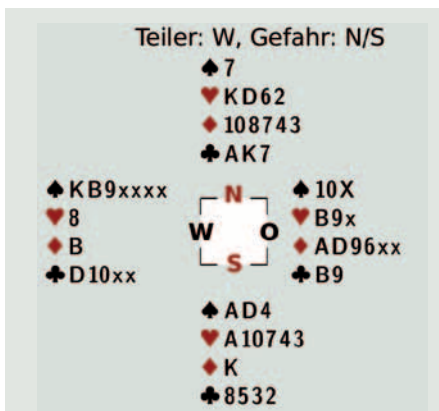 Teiler: W, Gefahr: N/S
♠ 7
♥ KD62
♦ 108743
♣ AK7
♠ KB9xxxx
♥ 8
♦ B
♣ D10xx
N
W O
S
♠ 10X
♥ B9x
♦ AD96xx
♣ B9
♠ AD4
♥ A10743
♦ K
♣ 8532